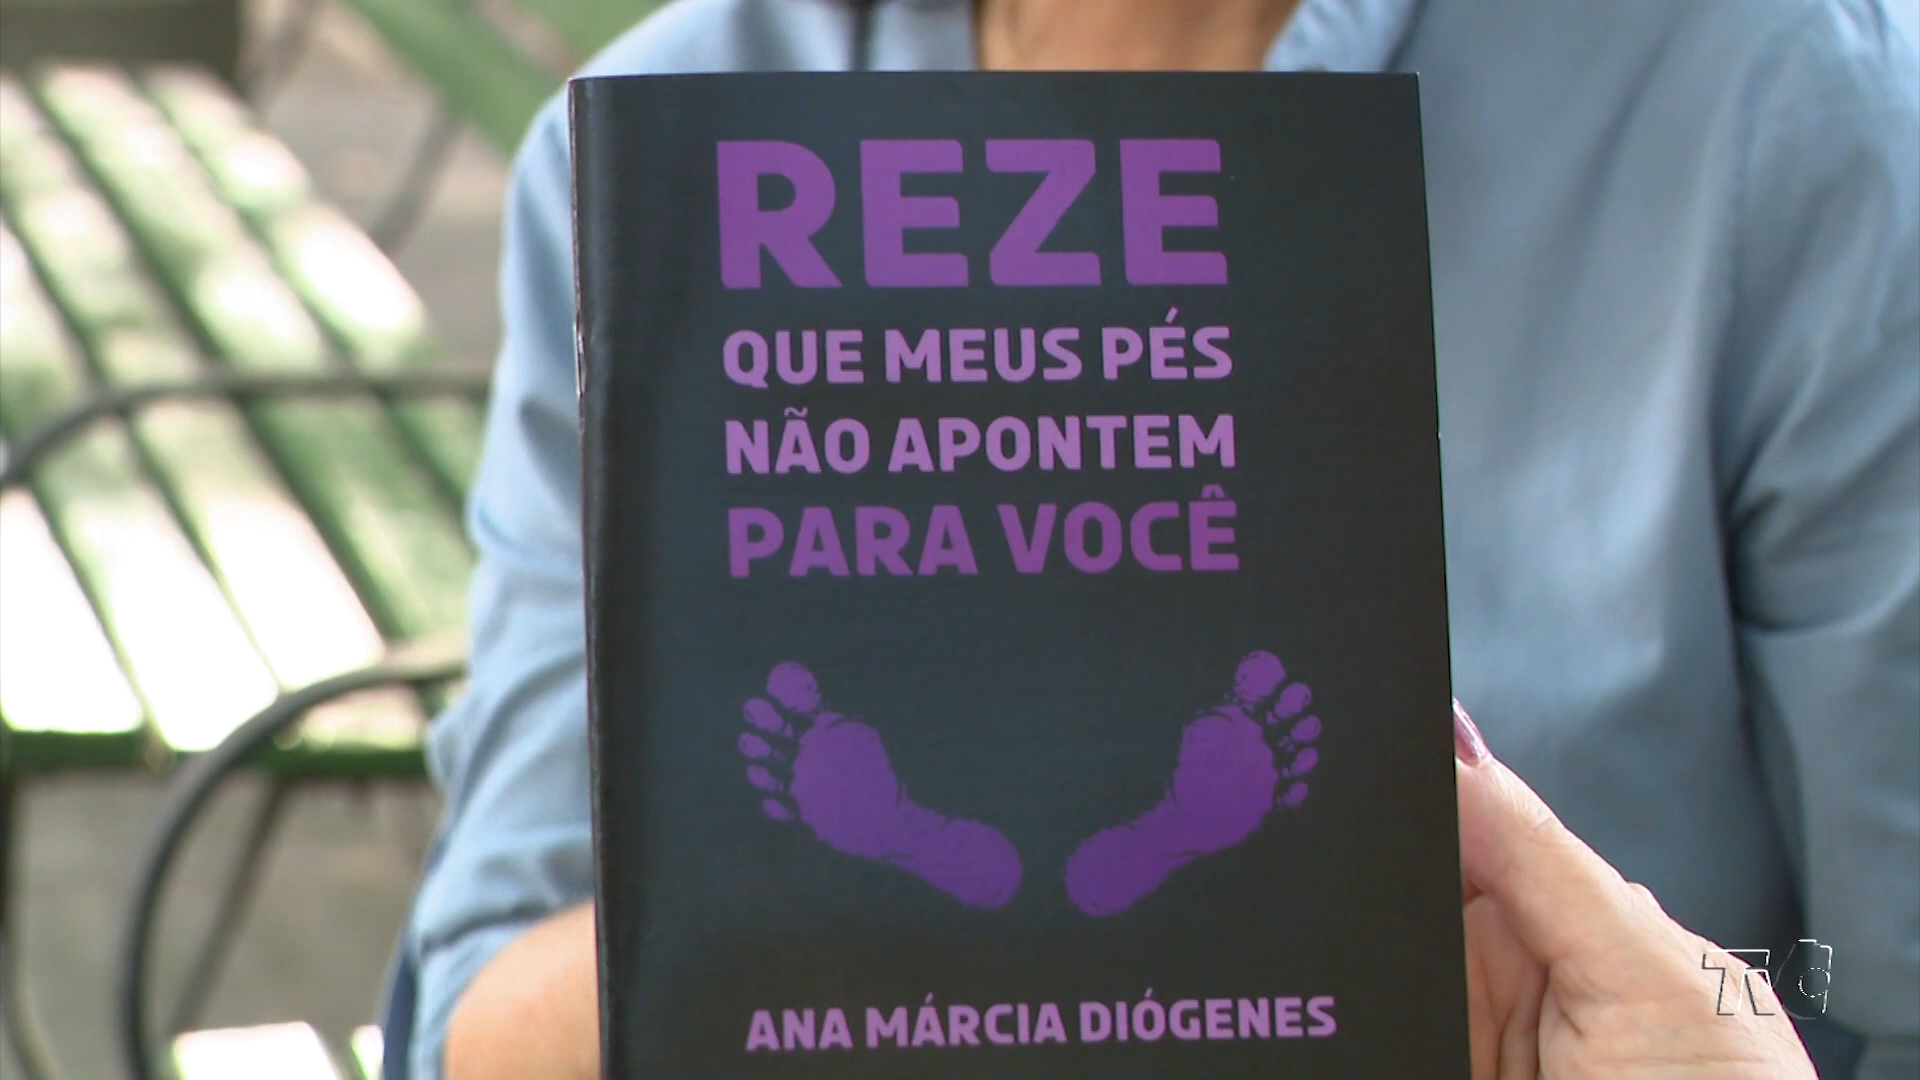 REZE
QUE MEUS PÉS
NÃO APONTEM
PARA VOCÊ
ANA MÁRCIA DIÓGENES